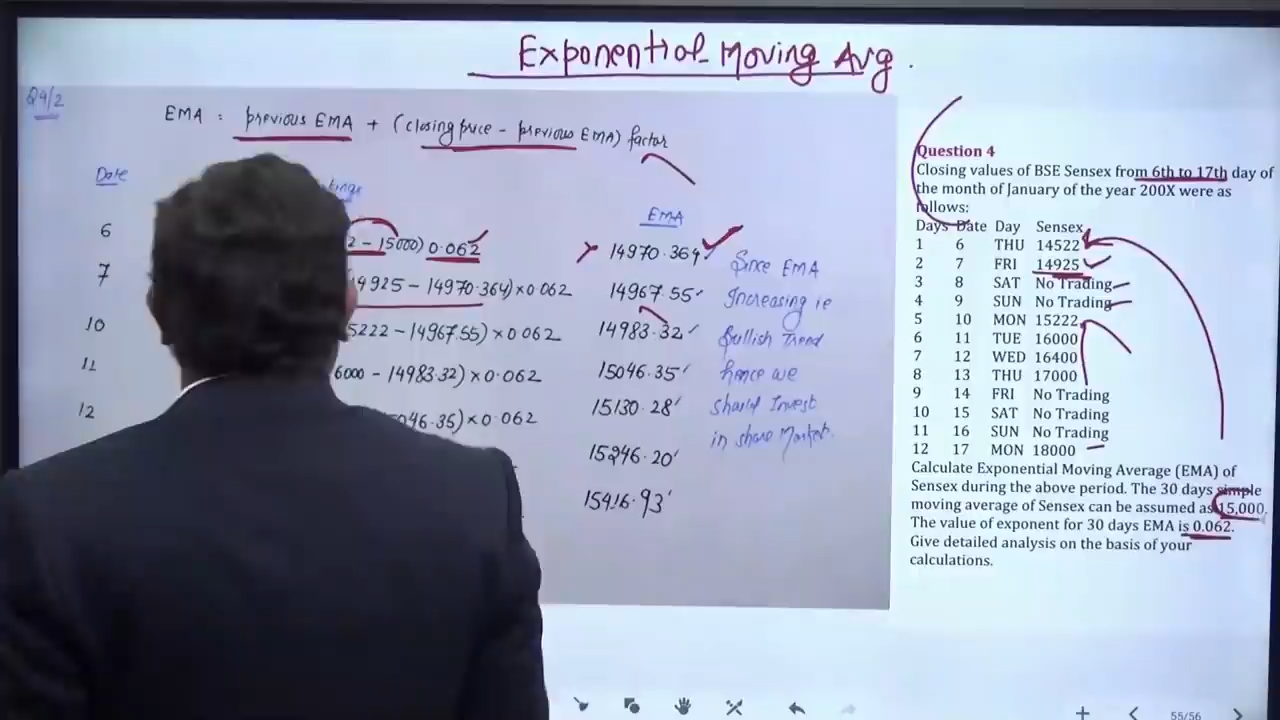 Exponential Moving Avg.
Q4/2
EMA : previous EMA + (closing price - previous EMA) factor
Date
EMA
6
2 - 15000) 0.062
14970.364
7
14925 - 14970.364) x 0.062
14967.55
10
5222 - 14967.55) x 0.062
14983.32
11
6000 - 14983.32) x 0.062
15046.35
12
046.35) x 0.062
15130.28
15246.20
15416.93
Since EMA
Increasing ie
Bullish Trend
hence we
should Invest
in share Market.
Question 4
Closing values of BSE Sensex from 6th to 17th day of
the month of January of the year 200X were as
follows:
Days Date Day Sensex
1 6 THU 14522
2 7 FRI 14925
3 8 SAT No Trading
4 9 SUN No Trading
5 10 MON 15222
6 11 TUE 16000
7 12 WED 16400
8 13 THU 17000
9 14 FRI No Trading
10 15 SAT No Trading
11 16 SUN No Trading
12 17 MON 18000
Calculate Exponential Moving Average (EMA) of
Sensex during the above period. The 30 days simple
moving average of Sensex can be assumed as 15,000.
The value of exponent for 30 days EMA is 0.062.
Give detailed analysis on the basis of your
calculations.
55/56